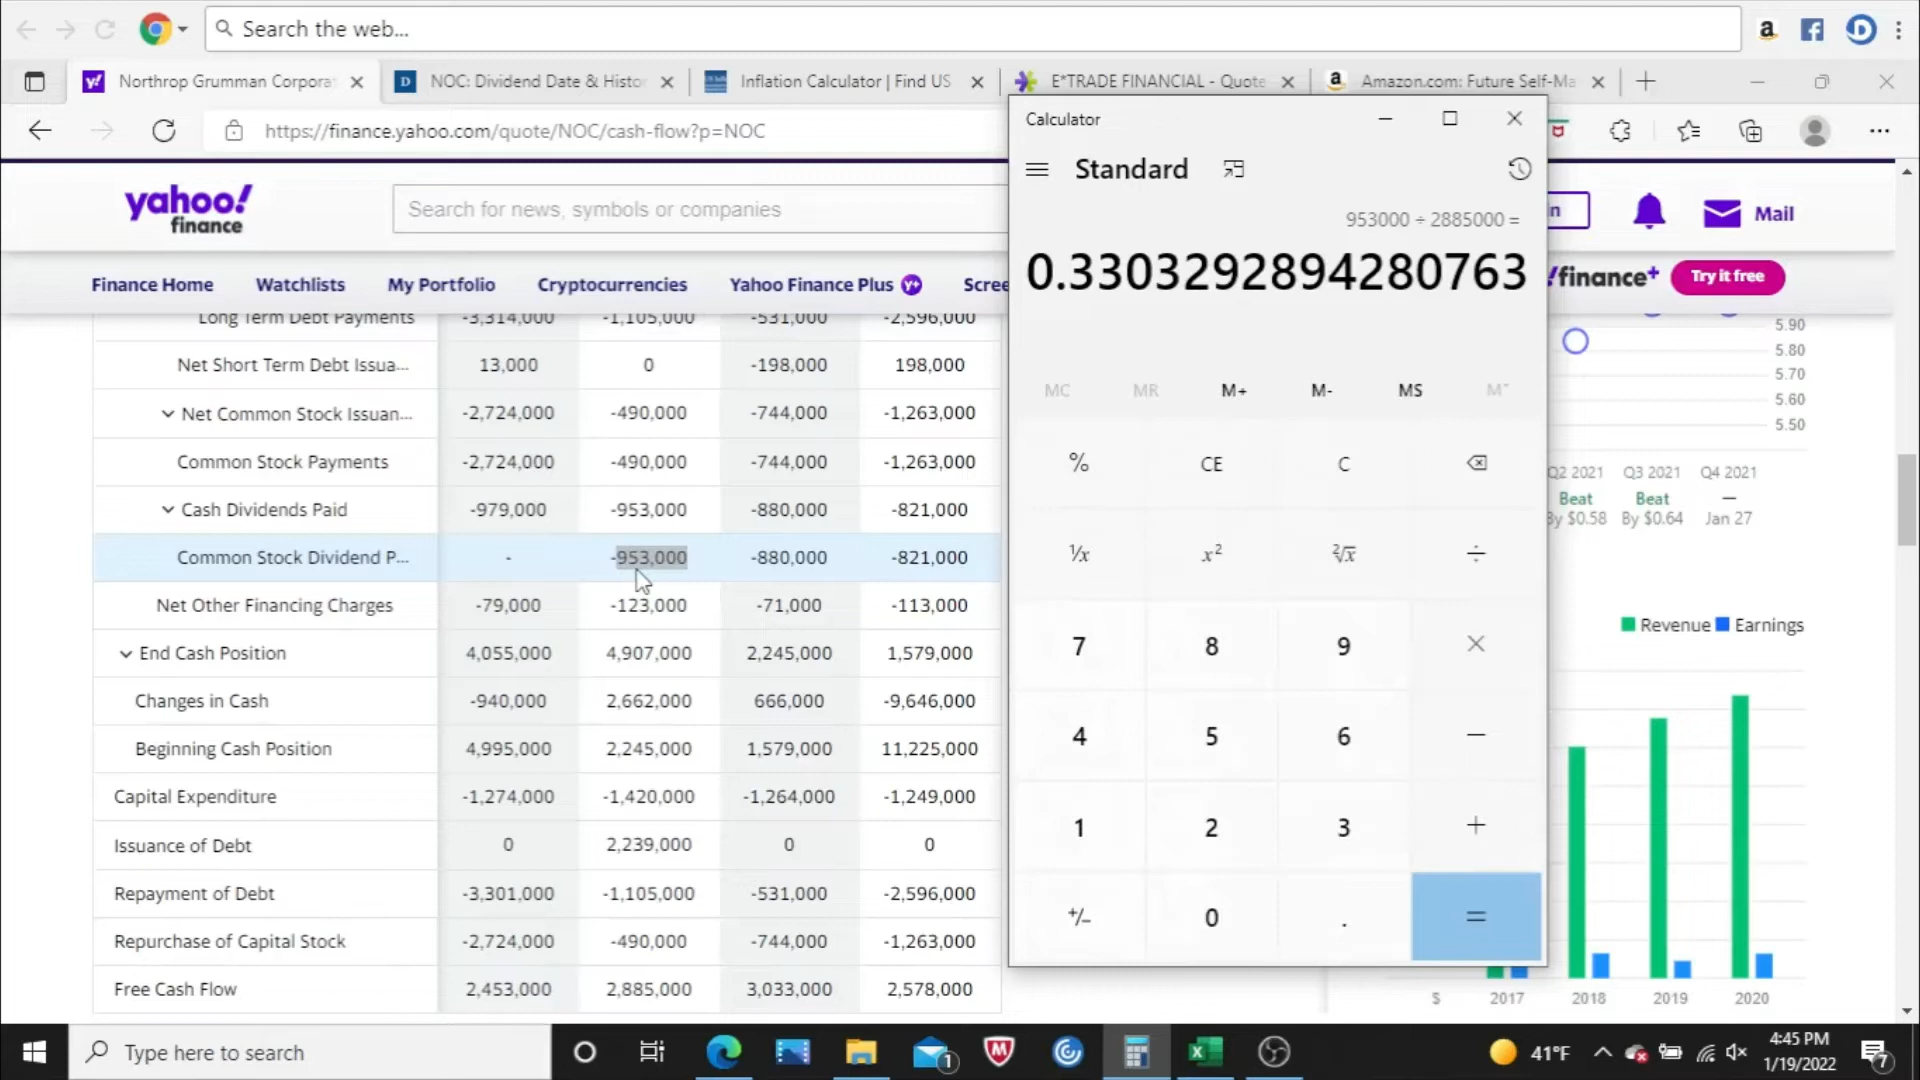 Search the web...
Northrop Grumman Corpora
NOC: Dividend Date & Histo
Inflation Calculator | Find US
E*TRADE FINANCIAL - Quote
Amazon.com: Future Self-Ma
https://finance.yahoo.com/quote/NOC/cash-flow?p=NOC
yahoo!
finance
Search for news, symbols or companies
in
Mail
Finance Home Watchlists My Portfolio Cryptocurrencies Yahoo Finance Plus Scree
finance+ Try it free
Long Term Debt Payments -3,314,000 -1,105,000 -531,000 -2,596,000
Net Short Term Debt Issua... 13,000 0 -198,000 198,000
Net Common Stock Issuan... -2,724,000 -490,000 -744,000 -1,263,000
Common Stock Payments -2,724,000 -490,000 -744,000 -1,263,000
Cash Dividends Paid -979,000 -953,000 -880,000 -821,000
Common Stock Dividend P... - -953,000 -880,000 -821,000
Net Other Financing Charges -79,000 -123,000 -71,000 -113,000
End Cash Position 4,055,000 4,907,000 2,245,000 1,579,000
Changes in Cash -940,000 2,662,000 666,000 -9,646,000
Beginning Cash Position 4,995,000 2,245,000 1,579,000 11,225,000
Capital Expenditure -1,274,000 -1,420,000 -1,264,000 -1,249,000
Issuance of Debt 0 2,239,000 0 0
Repayment of Debt -3,301,000 -1,105,000 -531,000 -2,596,000
Repurchase of Capital Stock -2,724,000 -490,000 -744,000 -1,263,000
Free Cash Flow 2,453,000 2,885,000 3,033,000 2,578,000
Calculator
Standard
953000 ÷ 2885000 =
0.3303292894280763
MC MR M+ M- MS M˅
% CE C
⅟x x² ²√x ÷
7 8 9 ×
4 5 6 −
1 2 3 +
+/− 0 . =
5.90
5.80
5.70
5.60
5.50
Q2 2021 Q3 2021 Q4 2021
Beat Beat —
By $0.58 By $0.64 Jan 27
Revenue Earnings
$ 2017 2018 2019 2020
Type here to search
1
41°F
4:45 PM
1/19/2022
7